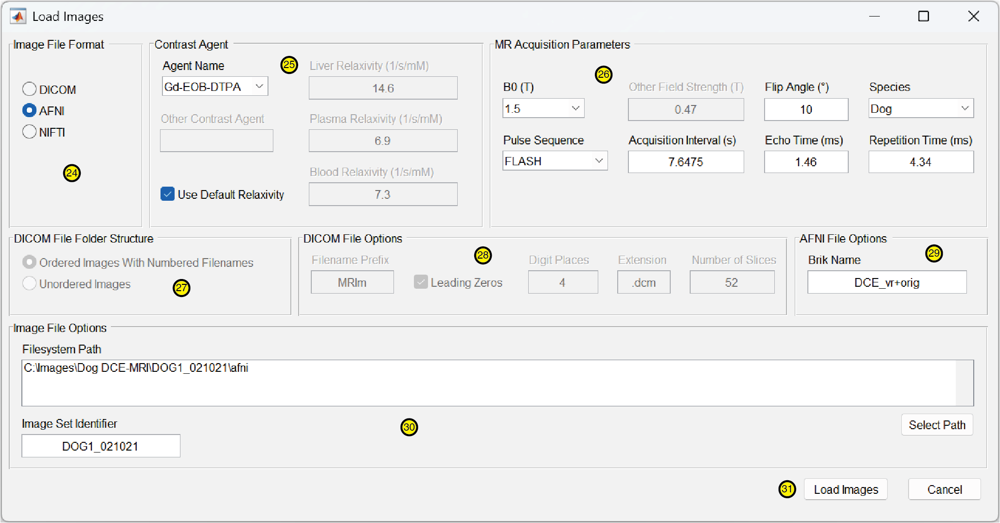 Load Images
Image File Format
DICOM
AFNI
NIFTI
24
Contrast Agent
Agent Name
25
Liver Relaxivity (1/s/mM)
Gd-EOB-DTPA
14.6
Other Contrast Agent
Plasma Relaxivity (1/s/mM)
6.9
Blood Relaxivity (1/s/mM)
Use Default Relaxivity
7.3
MR Acquisition Parameters
26
B0 (T)
Other Field Strength (T)
Flip Angle (°)
Species
1.5
0.47
10
Dog
Pulse Sequence
Acquisition Interval (s)
Echo Time (ms)
Repetition Time (ms)
FLASH
7.6475
1.46
4.34
DICOM File Folder Structure
Ordered Images With Numbered Filenames
Unordered Images
27
DICOM File Options
Filename Prefix
28
Digit Places
Extension
Number of Slices
MRIm
Leading Zeros
4
.dcm
52
AFNI File Options
Brik Name
29
DCE_vr+orig
Image File Options
Filesystem Path
C:\Images\Dog DCE-MRI\DOG1_021021\afni
Image Set Identifier
30
Select Path
DOG1_021021
31
Load Images
Cancel